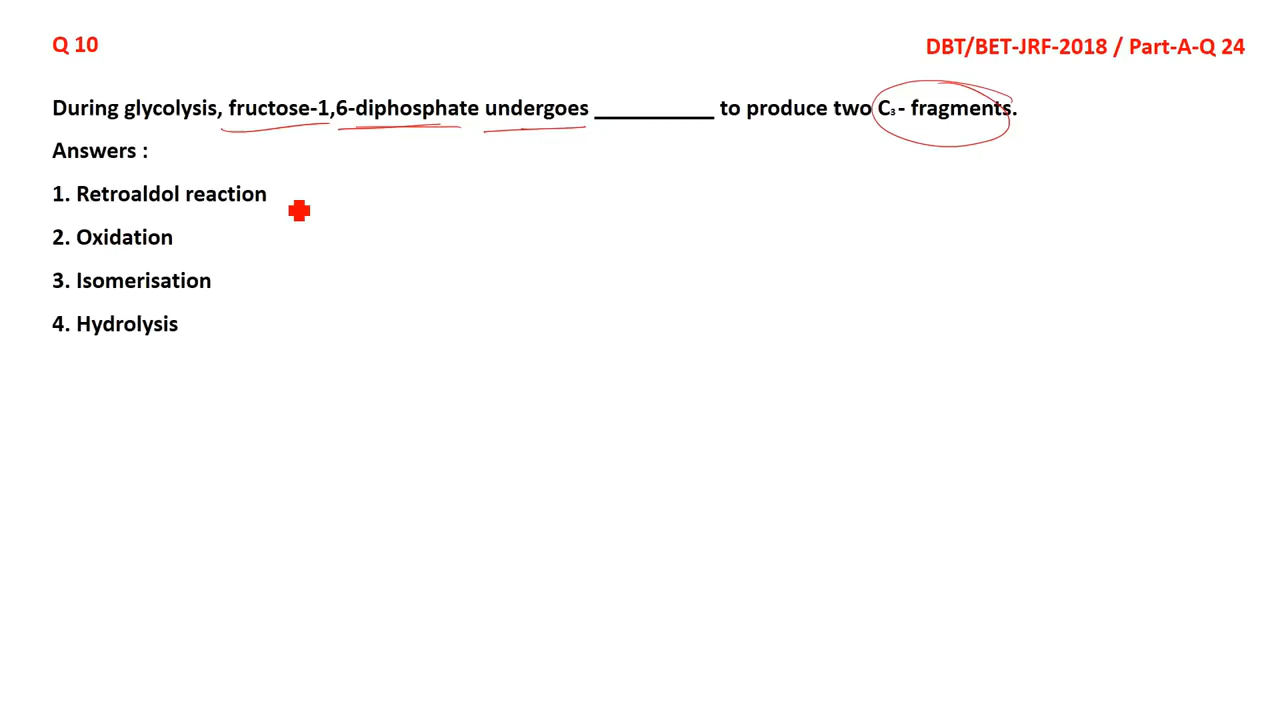 Q 10
DBT/BET-JRF-2018 / Part-A-Q 24
During glycolysis, fructose-1,6-diphosphate undergoes __________ to produce two C₃- fragments.
Answers :
1. Retroaldol reaction
2. Oxidation
3. Isomerisation
4. Hydrolysis